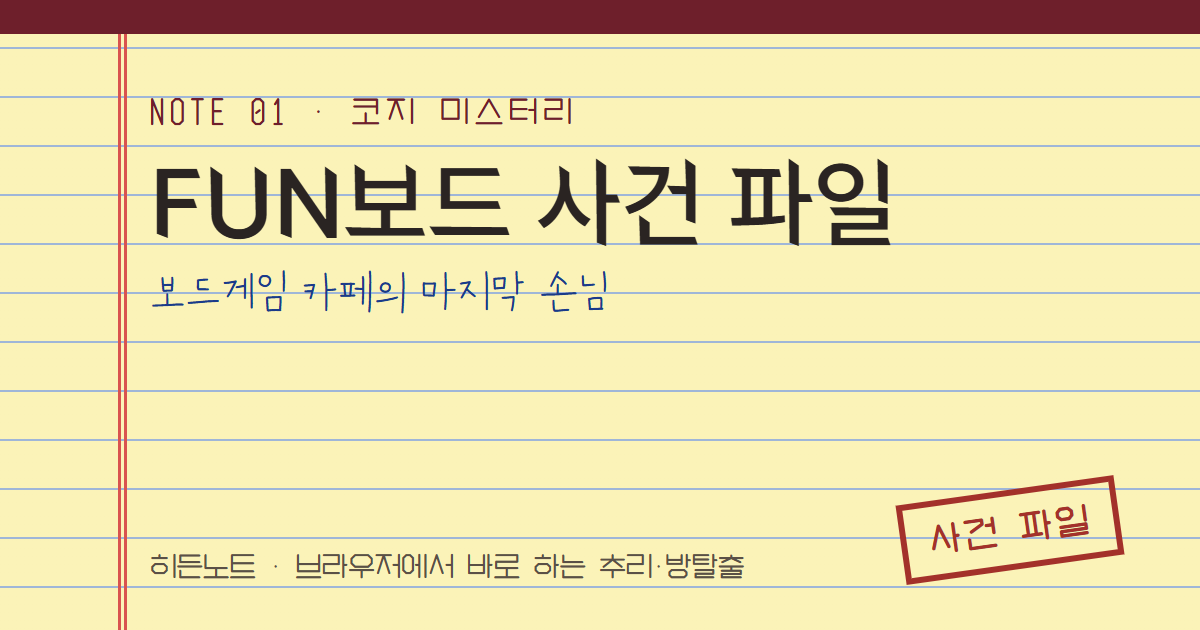 NOTE 01 · 코지 미스터리
FUN보드 사건 파일
보드게임 카페의 마지막 손님
사건 파일
히든노트 · 브라우저에서 바로 하는 추리·방탈출